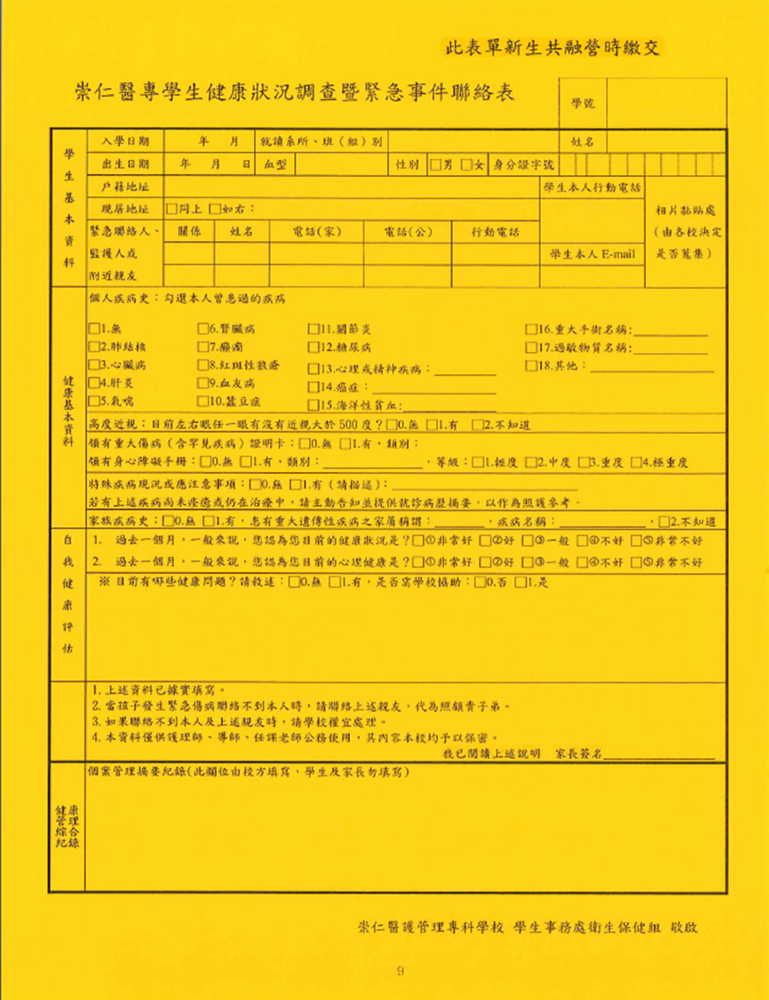 此表單新生共融營時繳交
崇仁醫專學生健康狀況調查暨緊急事件聯絡表
學號
姓名
學生基本資料
入學日期 年 月 就讀系所、班(組)別
出生日期 年 月 日 血型 性別 □男 □女 身分證字號
戶籍地址 學生本人行動電話
現居地址 □同上 □如右：
相片黏貼處
(由各校決定
是否蒐集)
緊急聯絡人、 關係 姓名 電話(家) 電話(公) 行動電話
監護人或 學生本人 E-mail
附近親友
健康基本資料
個人疾病史：勾選本人曾患過的疾病
□1.無 □6.腎臟病 □11.關節炎 □16.重大手術名稱:
□2.肺結核 □7.癲癇 □12.糖尿病 □17.過敏物質名稱:
□3.心臟病 □8.紅斑性狼瘡 □13.心理或精神疾病： □18.其他：
□4.肝炎 □9.血友病 □14.癌症：
□5.氣喘 □10.蠶豆症 □15.海洋性貧血:
高度近視：目前左右眼任一眼有沒有近視大於 500 度？□0.無 □1.有 □2.不知道
領有重大傷病(含罕見疾病)證明卡：□0.無 □1.有，類別：
領有身心障礙手冊：□0.無 □1.有，類別： ，等級：□1.輕度 □2.中度 □3.重度 □4.極重度
特殊疾病現況或應注意事項：□0.無 □1.有(請描述)：
若有上述疾病尚未痊癒或仍在治療中，請主動告知並提供就診病歷摘要，以作為照護參考。
家族疾病史：□0.無 □1.有，患有重大遺傳性疾病之家屬稱謂： ，疾病名稱： ，□2.不知道
自我健康評估
1. 過去一個月，一般來說，您認為您目前的健康狀況是？□①非常好 □②好 □③一般 □④不好 □⑤非常不好
2. 過去一個月，一般來說，您認為您目前的心理健康是？□①非常好 □②好 □③一般 □④不好 □⑤非常不好
※ 目前有哪些健康問題？請敘述：□0.無 □1.有，是否需學校協助：□0.否 □1.是
1. 上述資料已據實填寫。
2. 當孩子發生緊急傷病聯絡不到本人時，請聯絡上述親友，代為照顧貴子弟。
3. 如果聯絡不到本人及上述親友時，請學校權宜處理。
4. 本資料僅供護理師、導師、任課老師公務使用，其內容本校均予以保密。
我已閱讀上述說明 家長簽名
健康管理綜合紀錄
個案管理摘要紀錄(此欄位由校方填寫，學生及家長勿填寫)
崇仁醫護管理專科學校 學生事務處衛生保健組 敬啟
9